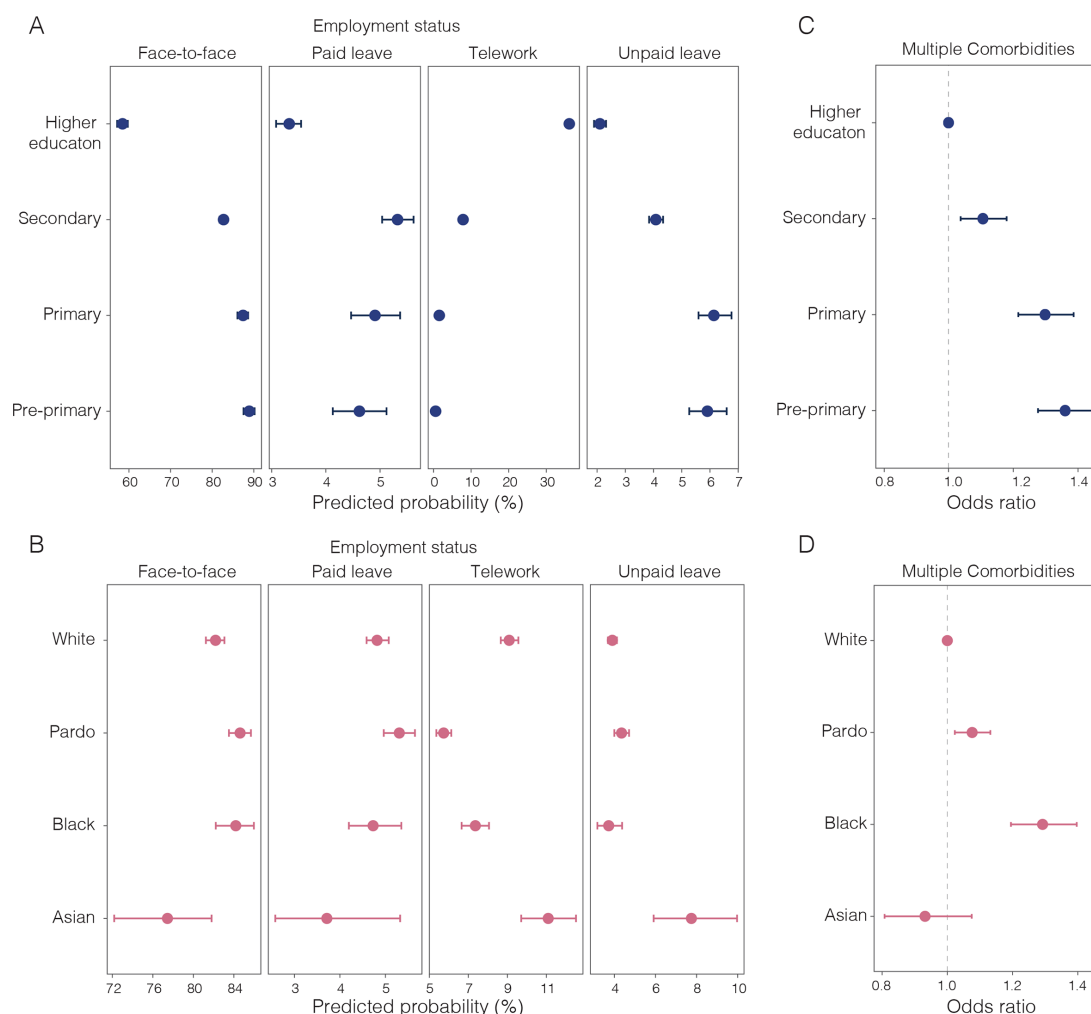 A
Employment status
Face-to-face Paid leave Telework Unpaid leave
Higher
educaton
Secondary
Primary
Pre-primary
60 70 80 90 3 4 5 0 10 20 30 2 3 4 5 6 7
Predicted probability (%)
C
Multiple Comorbidities
Higher
educaton
Secondary
Primary
Pre-primary
0.8 1.0 1.2 1.4
Odds ratio
B
Employment status
Face-to-face Paid leave Telework Unpaid leave
White
Pardo
Black
Asian
72 76 80 84 3 4 5 5 7 9 11 4 6 8 10
Predicted probability (%)
D
Multiple Comorbidities
White
Pardo
Black
Asian
0.8 1.0 1.2 1.4
Odds ratio